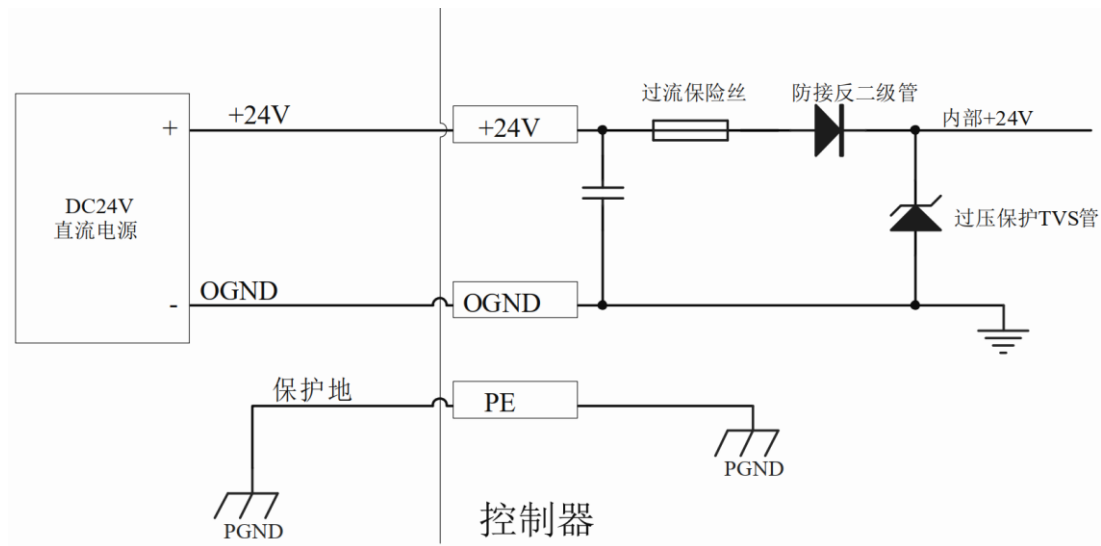 过流保险丝
防接反二级管
+
+24V
+24V
内部+24V
DC24V
直流电源
过压保护TVS管
-
OGND
OGND
保护地
PE
PGND
PGND
控制器